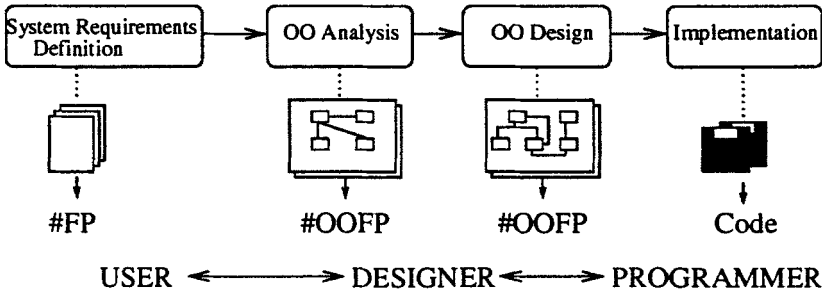 System Requirements
Definition
OO Analysis
OO Design
Implementation
#FP
#OOFP
#OOFP
Code
USER
DESIGNER
PROGRAMMER